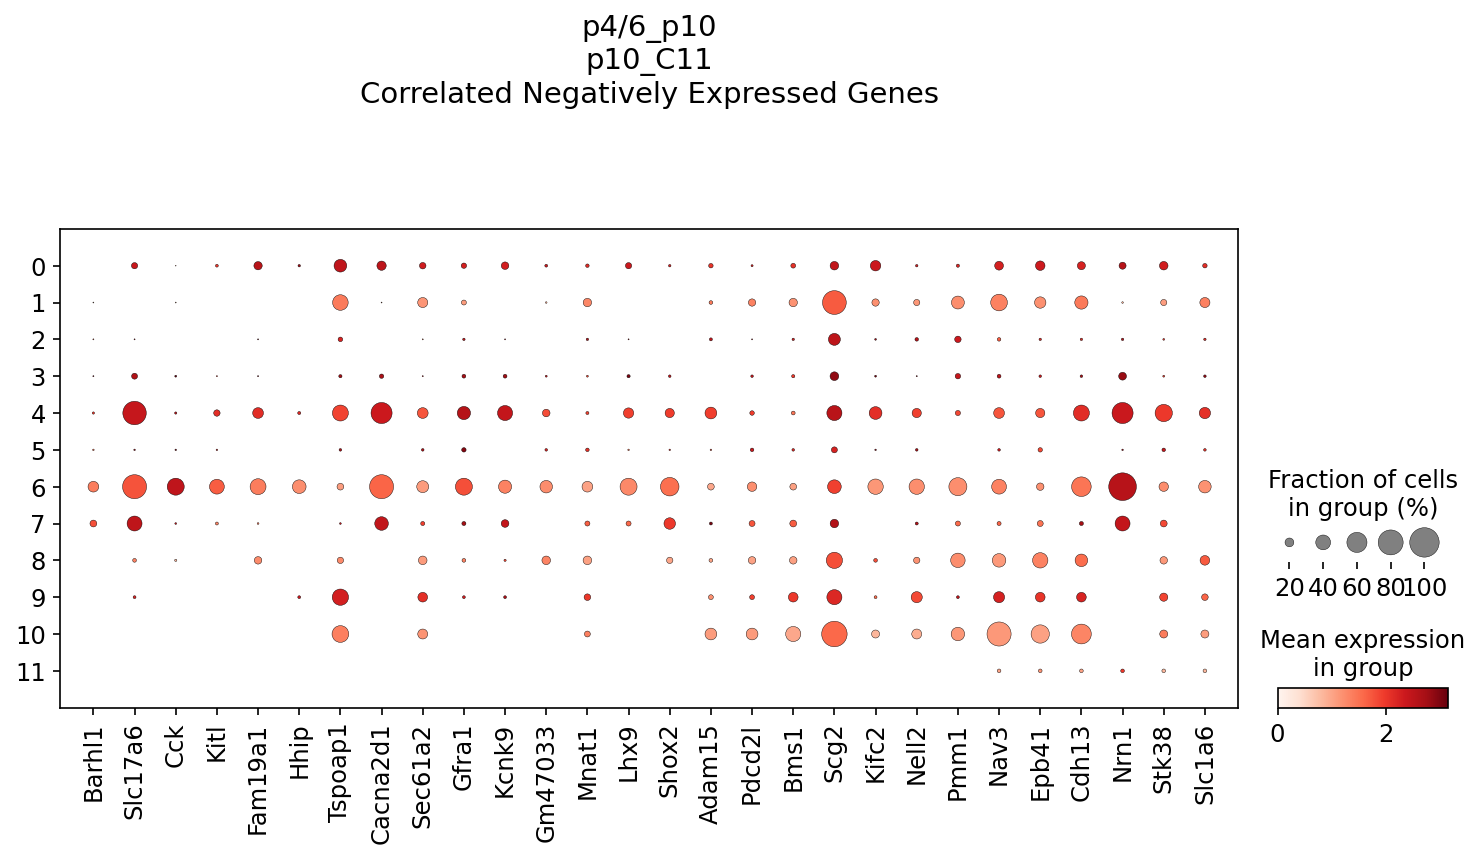 p4/6_p10
p10_C11
Correlated Negatively Expressed Genes
0
1
2
3
4
5
6
7
8
9
10
11
Barhl1
Slc17a6
Cck
Kitl
Fam19a1
Hhip
Tspoap1
Cacna2d1
Sec61a2
Gfra1
Kcnk9
Gm47033
Mnat1
Lhx9
Shox2
Adam15
Pdcd2l
Bms1
Scg2
Kifc2
Nell2
Pmm1
Nav3
Epb41
Cdh13
Nrn1
Stk38
Slc1a6
Fraction of cells
in group (%)
20 40 60 80 100
Mean expression
in group
0 2